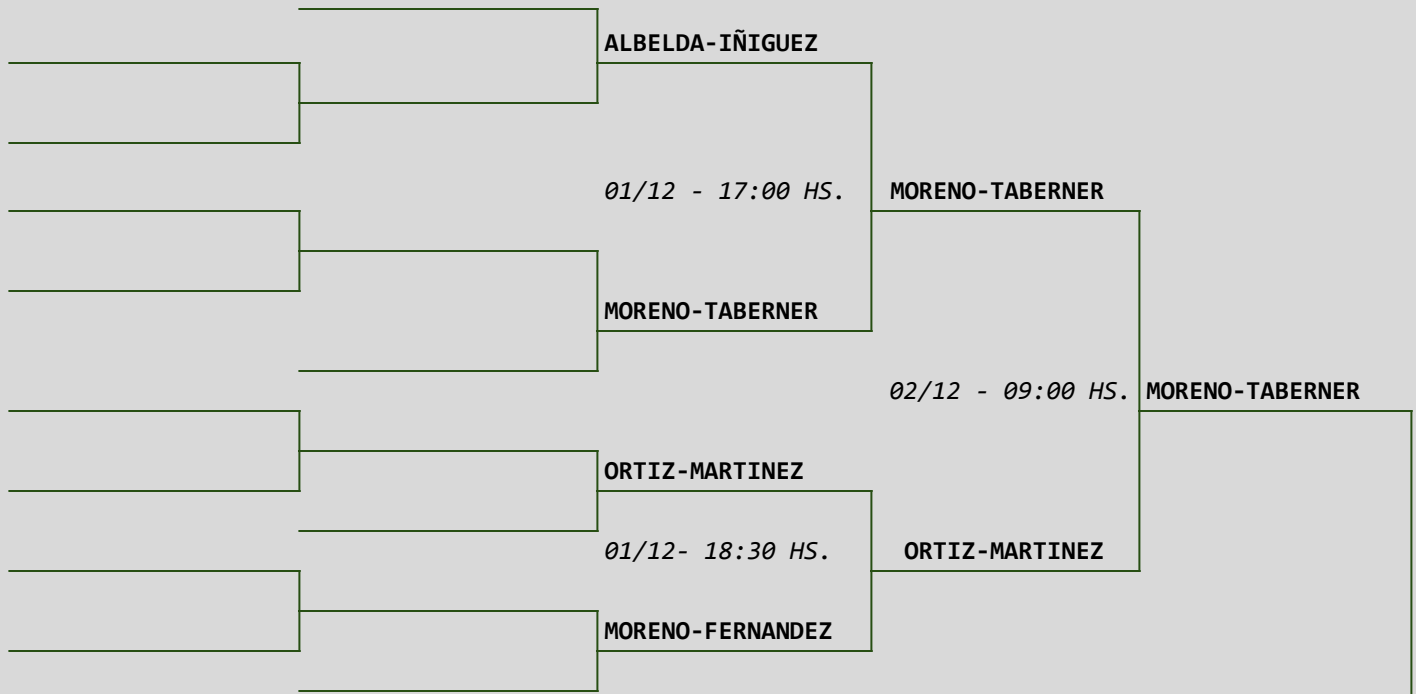 ALBELDA-IÑIGUEZ
01/12 - 17:00 HS.
MORENO-TABERNER
MORENO-TABERNER
02/12 - 09:00 HS.
MORENO-TABERNER
ORTIZ-MARTINEZ
01/12- 18:30 HS.
ORTIZ-MARTINEZ
MORENO-FERNANDEZ